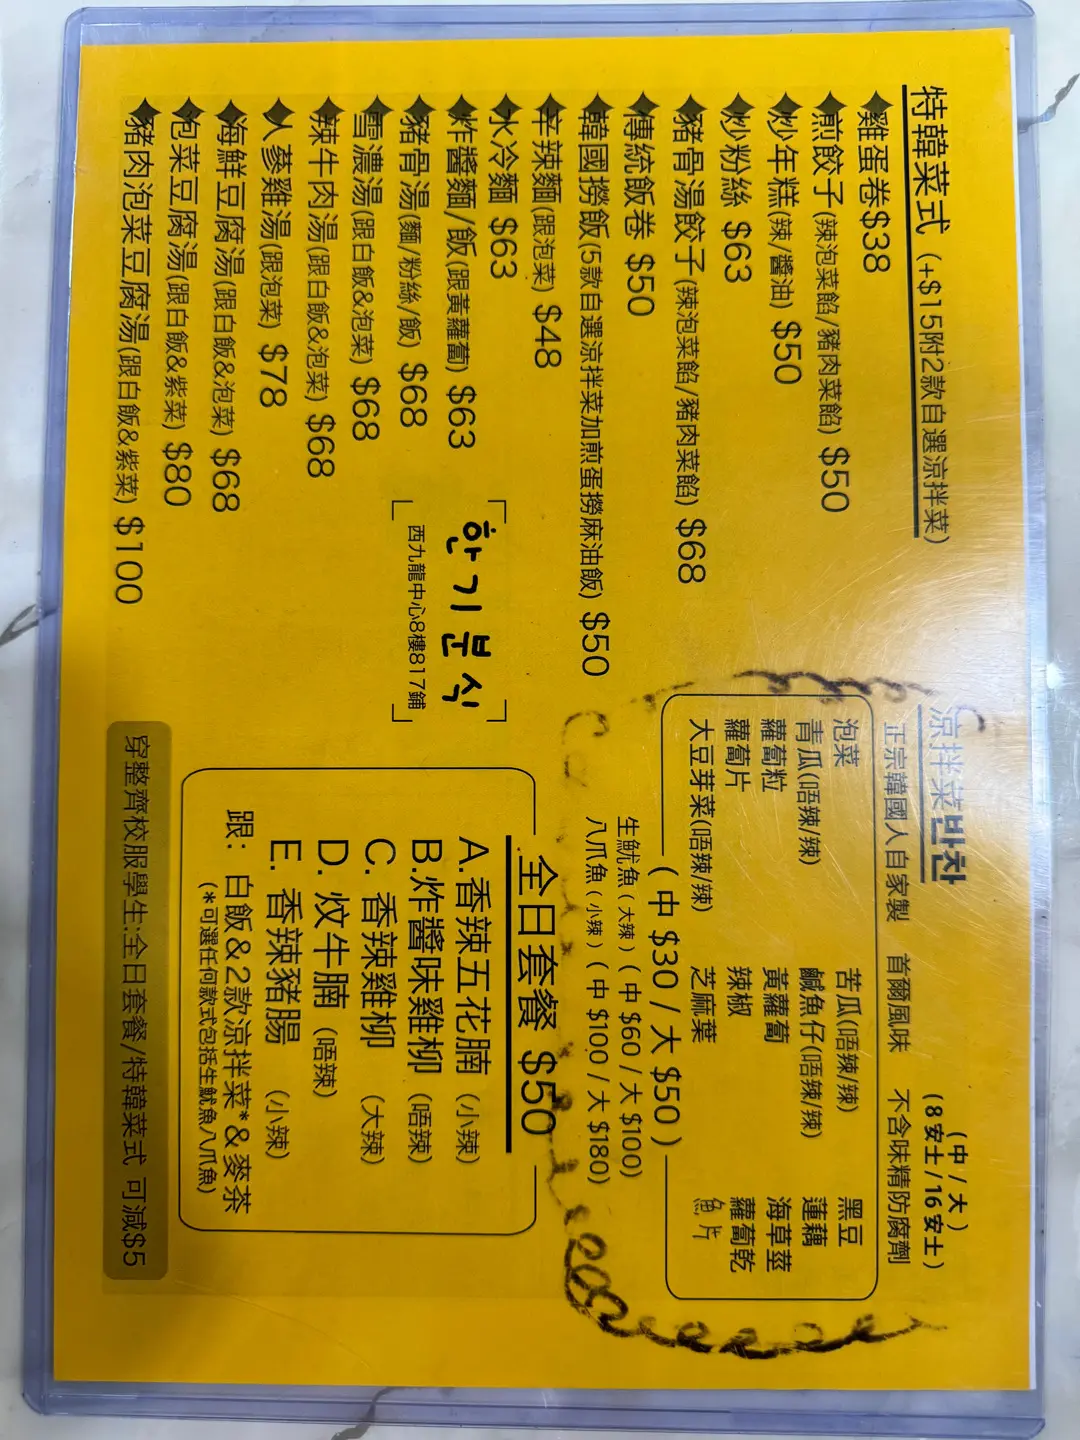 特韓菜式 (+$15附2款自選涼拌菜)
◆雞蛋卷$38
◆煎餃子(辣泡菜餡/豬肉菜餡) $50
◆炒年糕(辣/醬油) $50
◆炒粉絲 $63
◆豬骨湯餃子(辣泡菜餡/豬肉菜餡) $68
◆傳統飯卷 $50
◆韓國撈飯(5款自選涼拌菜加煎蛋撈麻油飯) $50
◆辛辣麵(跟泡菜) $48
◆水冷麵 $63
◆炸醬麵/飯(跟黃蘿蔔) $63
◆豬骨湯(麵/粉絲/飯) $68
◆雪濃湯(跟白飯&泡菜) $68
◆辣牛肉湯(跟白飯&泡菜) $68
◆人蔘雞湯(跟泡菜) $78
◆海鮮豆腐湯(跟白飯&泡菜) $68
◆泡菜豆腐湯(跟白飯&紫菜) $80
◆豬肉泡菜豆腐湯(跟白飯&紫菜) $100
한기분식
西九龍中心8樓817鋪
涼拌菜반찬
(中/大)
(8安士/16安士)
正宗韓國人自家製 首爾風味 不含味精防腐劑
泡菜 苦瓜(唔辣/辣) 黑豆
青瓜(唔辣/辣) 鹹魚仔(唔辣/辣) 蓮藕
蘿蔔粒 黃蘿蔔 海草莖
蘿蔔片 辣椒 蘿蔔乾
大豆芽菜(唔辣/辣) 芝麻葉 魚片
(中 $30 / 大 $50)
生魷魚(大辣) (中 $60 / 大 $100)
八爪魚(小辣) (中 $100 / 大 $180)
全日套餐 $50
A.香辣五花腩 (小辣)
B.炸醬味雞柳 (唔辣)
C. 香辣雞柳 (大辣)
D. 炆牛腩 (唔辣)
E. 香辣豬腸 (小辣)
跟: 白飯&2款涼拌菜*&麥茶
(*可選任何款式包括生魷魚八爪魚)
穿整齊校服學生:全日套餐/特韓菜式 可減$5